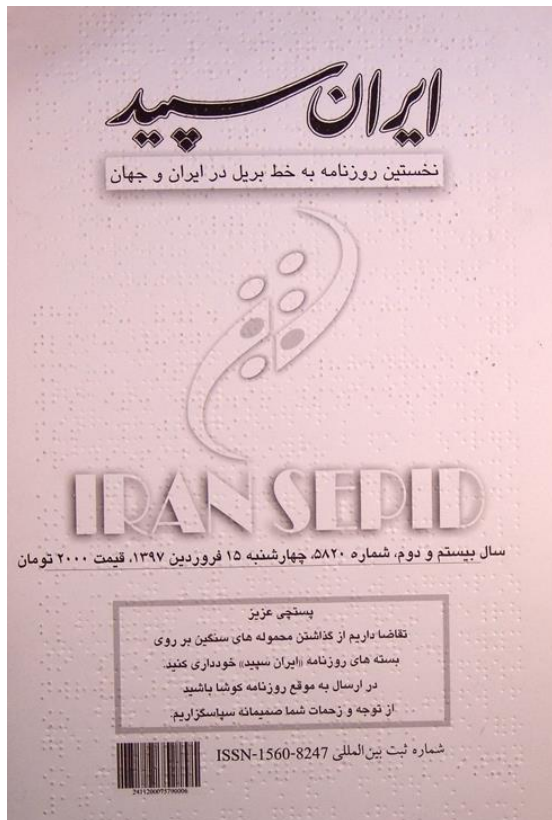 ایران سپید
نخستین روزنامه به خط بریل در ایران و جهان
IRAN SEPID
سال بیستم و دوم، شماره ۵۸۲۰، چهارشنبه ۱۵ فروردین ۱۳۹۷، قیمت ۲۰۰۰ تومان
پستچی عزیز
تقاضا داریم از گذاشتن محموله های سنگین بر روی
بسته های روزنامه «ایران سپید» خودداری کنید.
در ارسال به موقع روزنامه کوشا باشید
از توجه و زحمات شما صمیمانه سپاسگزاریم.
شماره ثبت بین‌المللی ISSN-1560-8247